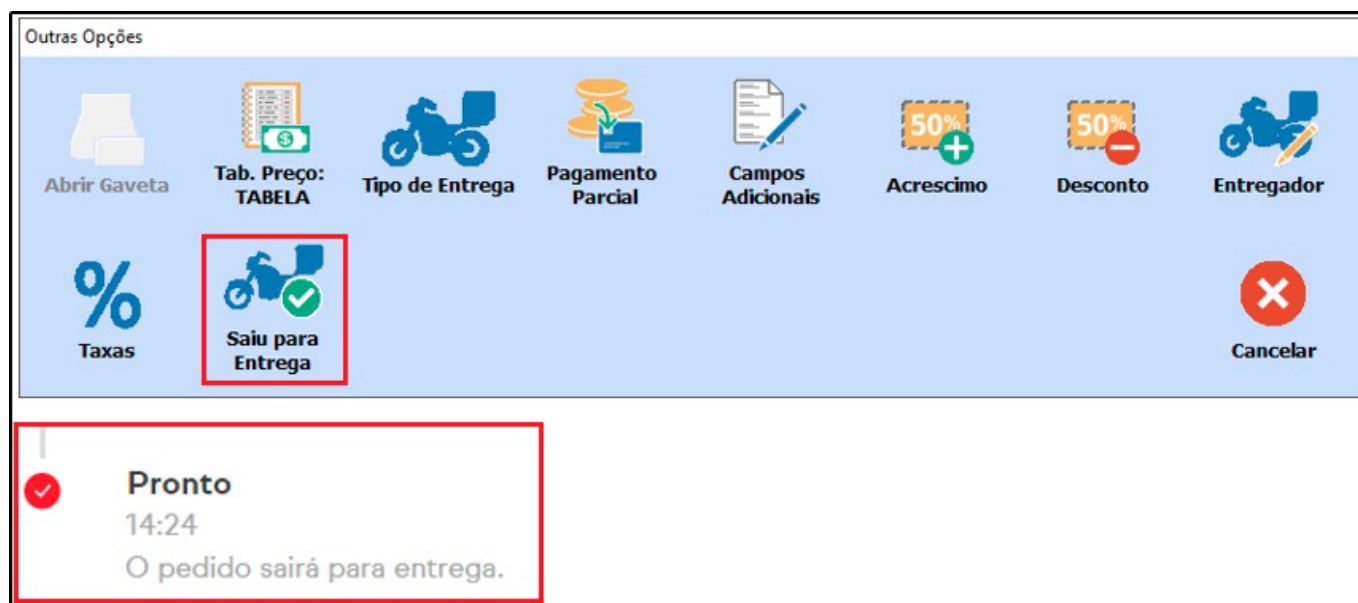 Outras Opções
50%
50%
Abrir Gaveta
Tab. Preço:
TABELA
Tipo de Entrega
Pagamento
Parcial
Campos
Adicionais
Acrescimo
Desconto
Entregador
%
Taxas
Saiu para
Entrega
Cancelar
Pronto
14:24
O pedido sairá para entrega.